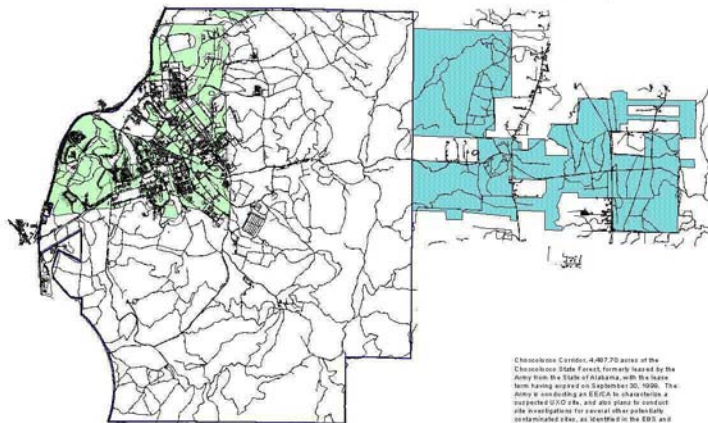 Choccolocco Corridor. 4,487.70 acres of the
Choccolocco State Forest, formerly leased by the
Army from the State of Alabama, with the lease
term having expired on September 30, 1998. The
Army is conducting an EE/CA to characterize a
suspected UXO site, and also plans to conduct
site investigations for several other potentially
contaminated sites, as identified in the EBS and